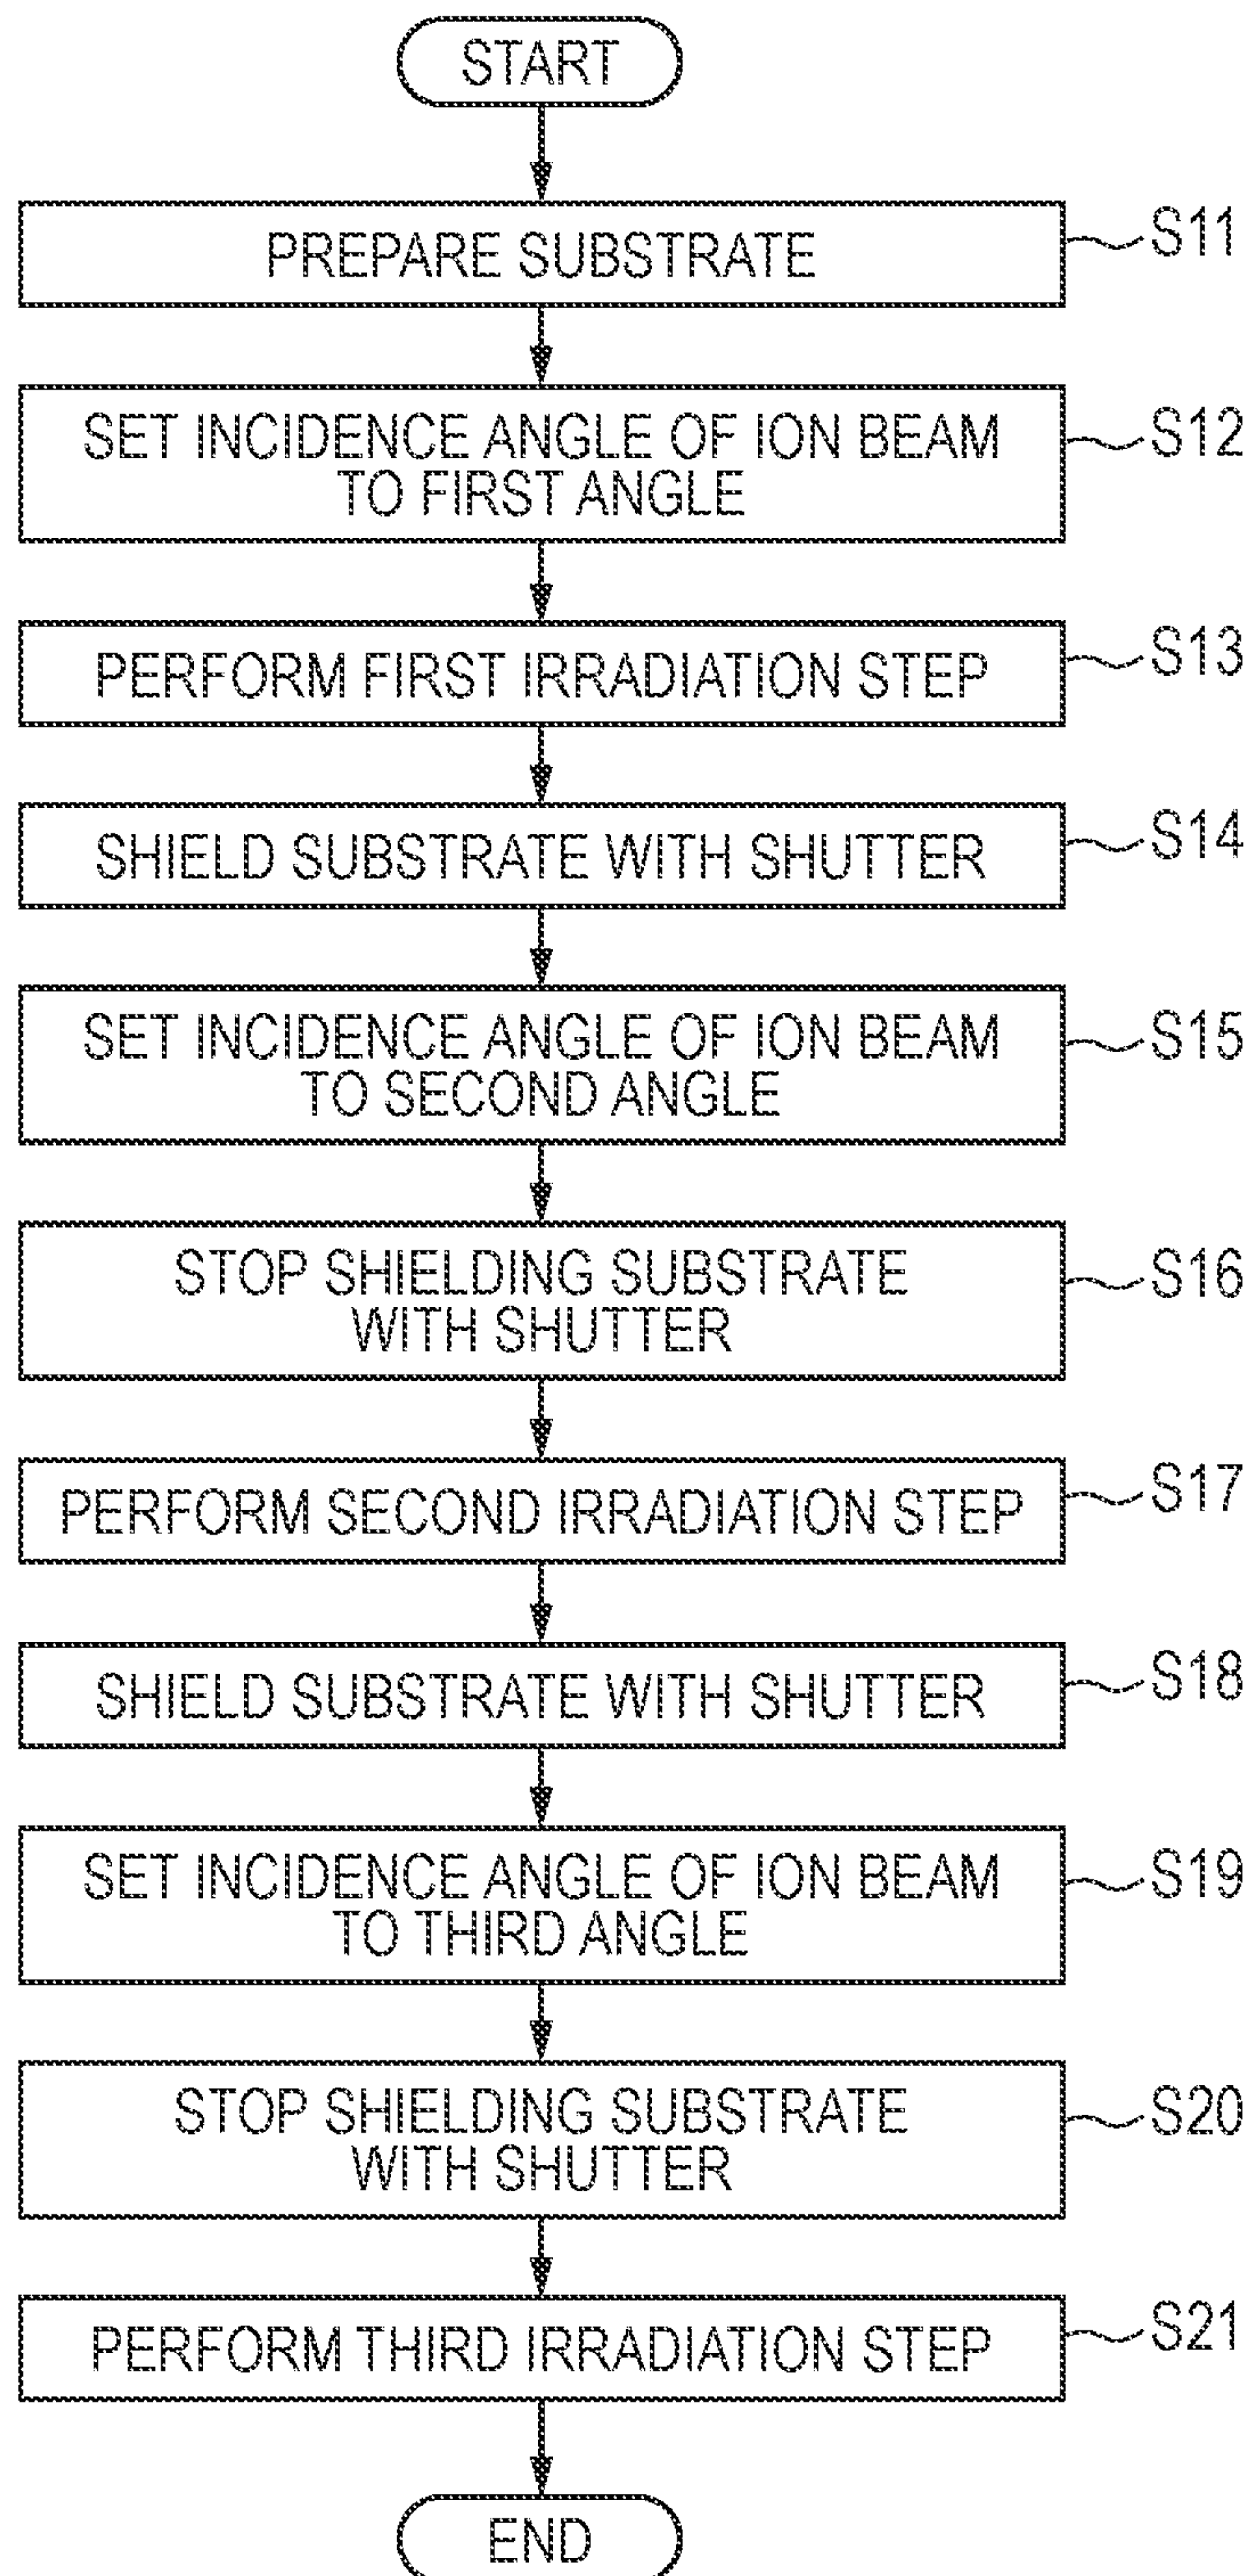 START
PREPARE SUBSTRATE
S11
SET INCIDENCE ANGLE OF ION BEAM
TO FIRST ANGLE
S12
PERFORM FIRST IRRADIATION STEP
S13
SHIELD SUBSTRATE WITH SHUTTER
S14
SET INCIDENCE ANGLE OF ION BEAM
TO SECOND ANGLE
S15
STOP SHIELDING SUBSTRATE
WITH SHUTTER
S16
PERFORM SECOND IRRADIATION STEP
S17
SHIELD SUBSTRATE WITH SHUTTER
S18
SET INCIDENCE ANGLE OF ION BEAM
TO THIRD ANGLE
S19
STOP SHIELDING SUBSTRATE
WITH SHUTTER
S20
PERFORM THIRD IRRADIATION STEP
S21
END